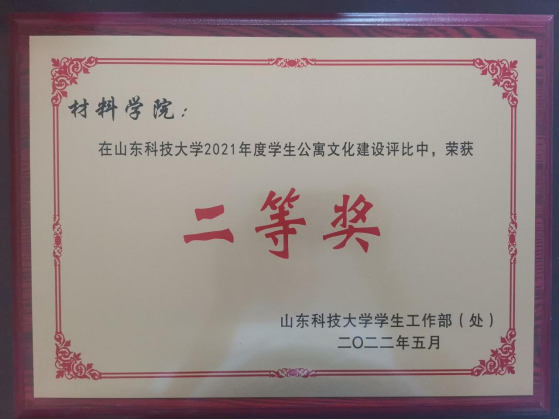 材料学院：
在山东科技大学2021年度学生公寓文化建设评比中，荣获
二等奖
山东科技大学学生工作部（处）
二〇二二年五月